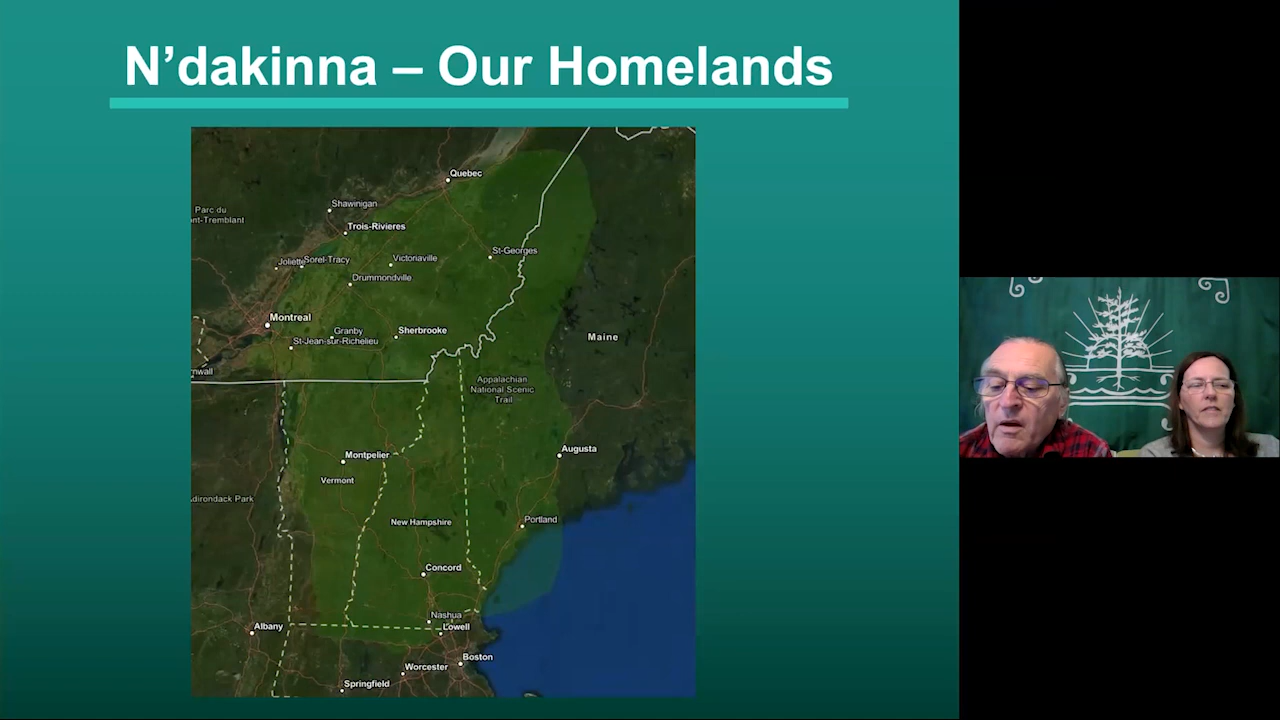 N’dakinna – Our Homelands
Quebec
Shawinigan
Parc du
nt-Tremblant
Trois-Rivieres
St-Georges
Joliette
Sorel-Tracy
Victoriaville
Drummondville
Montreal
Granby
Sherbrooke
St-Jean-sur-Richelieu
Maine
rnwall
Appalachian
National Scenic
Trail
Augusta
Montpelier
Vermont
dirondack Park
New Hampshire
Portland
Concord
Nashua
Albany
Lowell
Boston
Worcester
Springfield